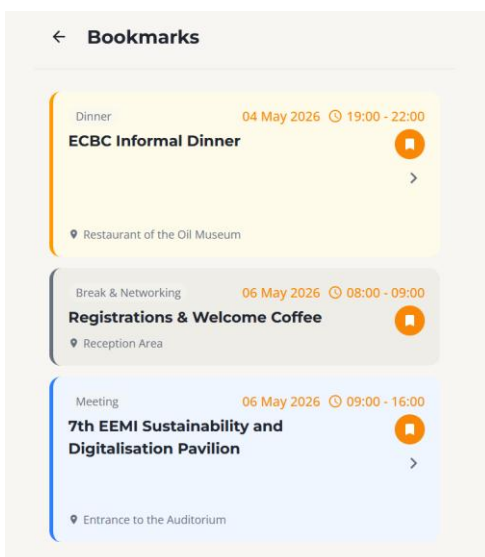 Bookmarks
Dinner 04 May 2026 19:00 - 22:00
ECBC Informal Dinner
Restaurant of the Oil Museum
Break & Networking 06 May 2026 08:00 - 09:00
Registrations & Welcome Coffee
Reception Area
Meeting 06 May 2026 09:00 - 16:00
7th EEMI Sustainability and
Digitalisation Pavilion
Entrance to the Auditorium